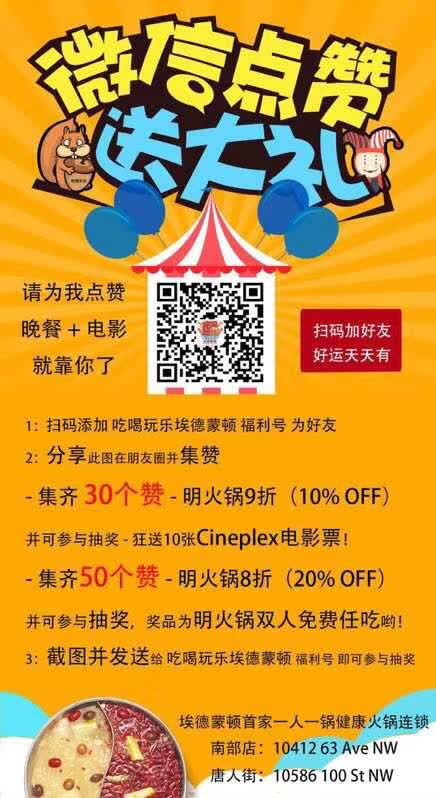 微信点赞
送大礼
请为我点赞
晚餐+电影
就靠你了
扫码加好友
好运天天有
1: 扫码添加 吃喝玩乐埃德蒙顿 福利号 为好友
2: 分享此图在朋友圈并集赞
- 集齐 30个赞 - 明火锅9折（10% OFF）
并可参与抽奖 - 狂送10张Cineplex电影票!
- 集齐50个赞 - 明火锅8折（20% OFF）
并可参与抽奖，奖品为明火锅双人免费任吃哟!
3: 截图并发送给 吃喝玩乐埃德蒙顿 福利号 即可参与抽奖
埃德蒙顿首家一人一锅健康火锅连锁
南部店: 10412 63 Ave NW
唐人街: 10586 100 St NW